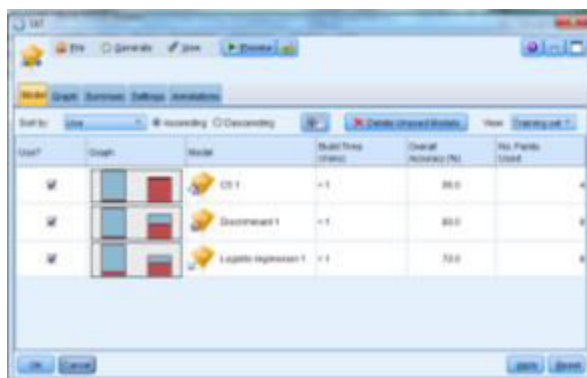 File Generate View Preview
Model Graph Summary Settings Annotations
Sort by: Use Ascending Descending Delete Unused Models View: Training set
Use? Graph Model Build Time (mins) Overall Accuracy (%) No. Fields Used
C5 1 < 1
Discriminant 1 < 1
Logistic regression 1 < 1
OK Cancel Apply Reset